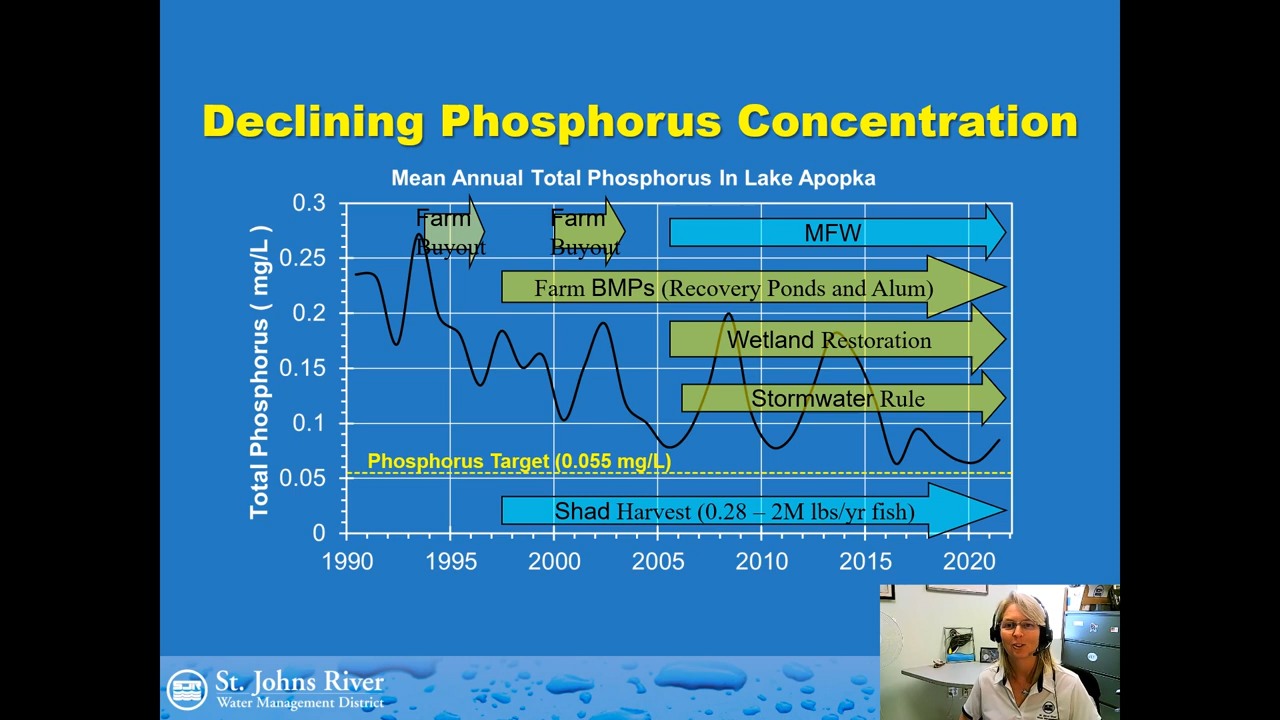 Declining Phosphorus Concentration
Mean Annual Total Phosphorus In Lake Apopka
Total Phosphorus ( mg/L )
0.3
0.25
0.2
0.15
0.1
0.05
0
Farm
Buyout
Farm
Buyout
MFW
Farm BMPs (Recovery Ponds and Alum)
Wetland Restoration
Stormwater Rule
Phosphorus Target (0.055 mg/L)
Shad Harvest (0.28 – 2M lbs/yr fish)
1990 1995 2000 2005 2010 2015 2020
St. Johns River
Water Management District